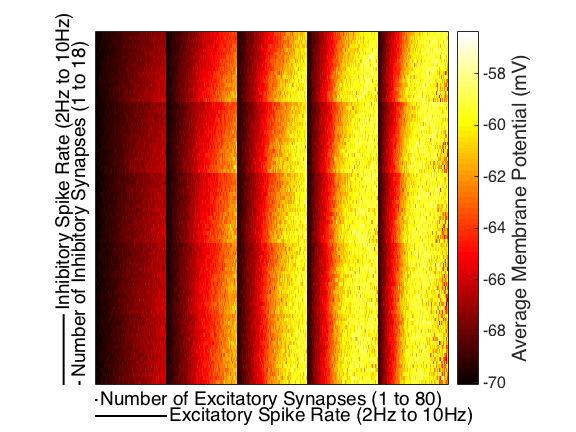 Inhibitory Spike Rate (2Hz to 10Hz)
Number of Inhibitory Synapses (1 to 18)
-58
-60
-62
-64
-66
-68
-70
Average Membrane Potential (mV)
Number of Excitatory Synapses (1 to 80)
Excitatory Spike Rate (2Hz to 10Hz)